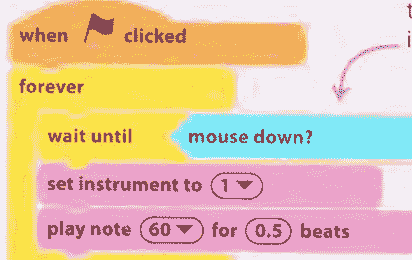 when clicked
forever
wait until mouse down?
set instrument to 1
play note 60 for 0.5 beats